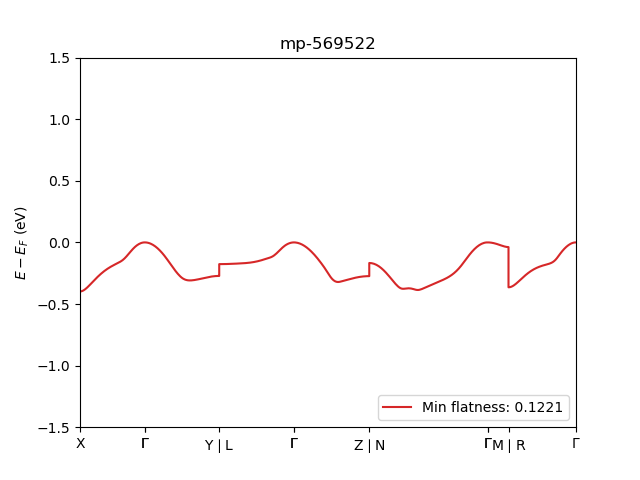 mp-569522
E − E_F (eV)
1.5
1.0
0.5
0.0
−0.5
−1.0
−1.5
Min flatness: 0.1221
X Γ Y | L Γ Z | N Γ M | R Γ